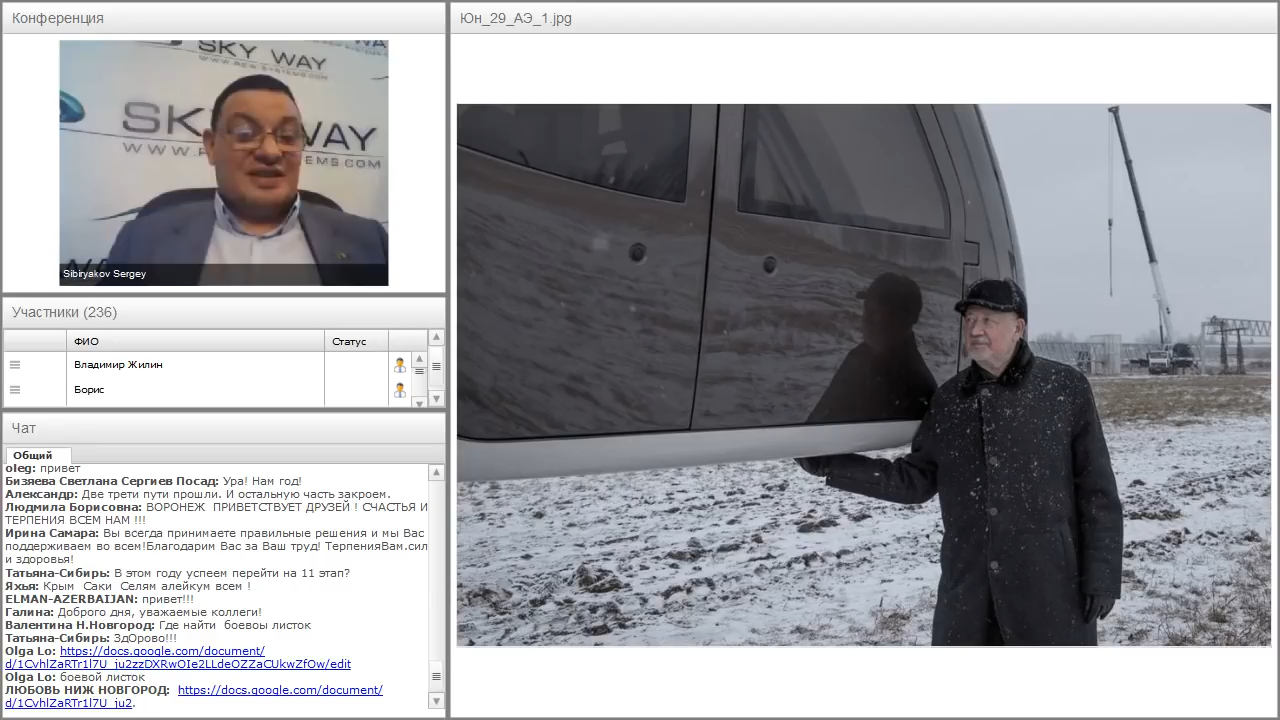 Конференция
SKY WAY
SKY WAY
Sibiryakov Sergey
Участники (236)
ФИО
Статус
Владимир Жилин
Борис
Чат
Общий
oleg: привет
Бизяева Светлана Сергиев Посад: Ура! Нам год!
Александр: Две трети пути прошли. И остальную часть закроем.
Людмила Борисовна: ВОРОНЕЖ ПРИВЕТСТВУЕТ ДРУЗЕЙ ! СЧАСТЬЯ И
ТЕРПЕНИЯ ВСЕМ НАМ !!!
Ирина Самара: Вы всегда принимаете правильные решения и мы Вас
поддерживаем во всем!Благодарим Вас за Ваш труд! ТерпенияВам.сил
и здоровья!
Татьяна-Сибирь: В этом году успеем перейти на 11 этап?
Яхья: Крым Саки Селям алейкум всем !
ELMAN-AZERBAIJAN: привет!!!
Галина: Доброго дня, уважаемые коллеги!
Валентина Н.Новгород: Где найти боевоы листок
Татьяна-Сибирь: ЗдОрово!!!
Olga Lo: https://docs.google.com/document/
d/1CvhlZaRTr1l7U_ju2zzDXRwOIe2LLdeOZZaCUkwZfOw/edit
Olga Lo: боевой листок
ЛЮБОВЬ НИЖ НОВГОРОД: https://docs.google.com/document/
d/1CvhlZaRTr1l7U_ju2.
Юн_29_АЭ_1.jpg